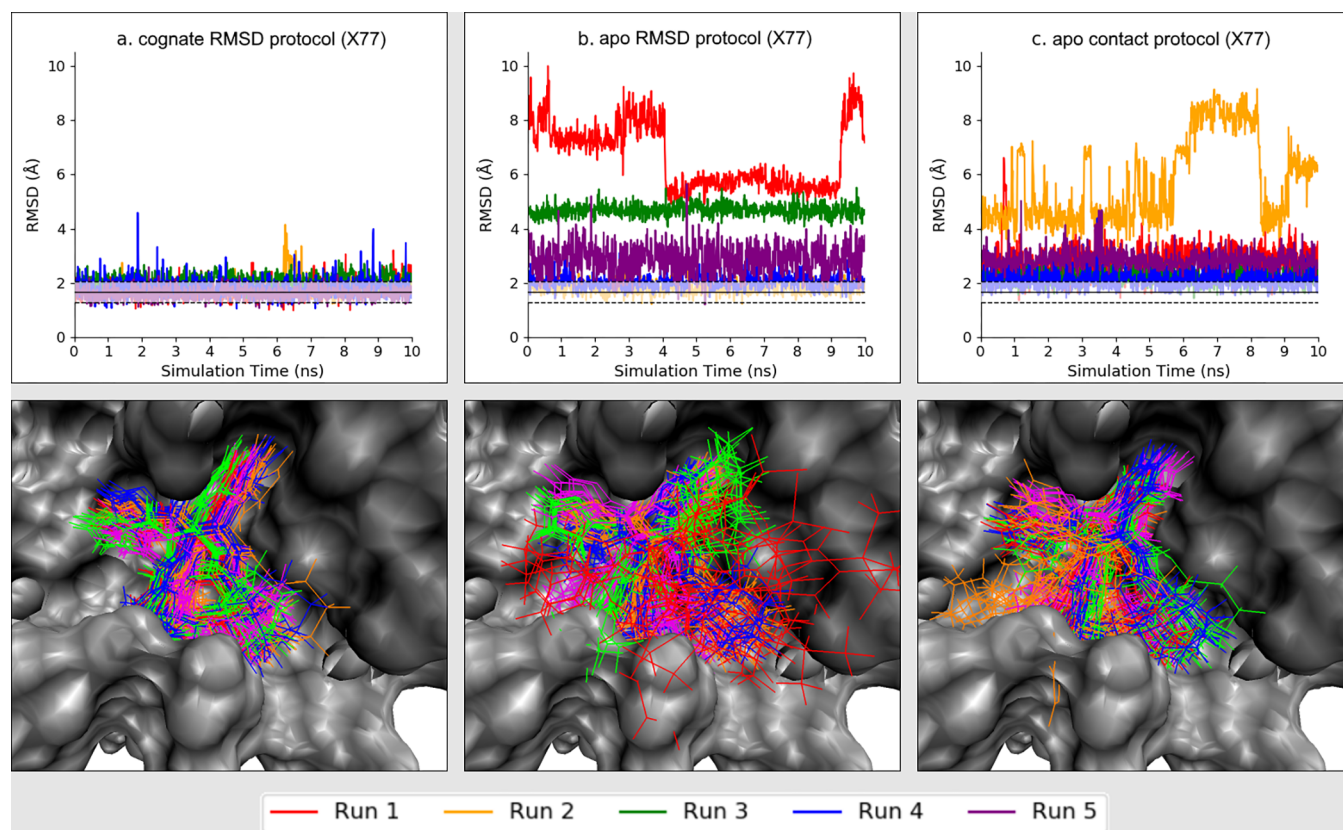 a. cognate RMSD protocol (X77)
b. apo RMSD protocol (X77)
c. apo contact protocol (X77)
RMSD (Å)
10
8
6
4
2
0
0 1 2 3 4 5 6 7 8 9 10
Simulation Time (ns)
RMSD (Å)
10
8
6
4
2
0
0 1 2 3 4 5 6 7 8 9 10
Simulation Time (ns)
RMSD (Å)
10
8
6
4
2
0
0 1 2 3 4 5 6 7 8 9 10
Simulation Time (ns)
Run 1 Run 2 Run 3 Run 4 Run 5